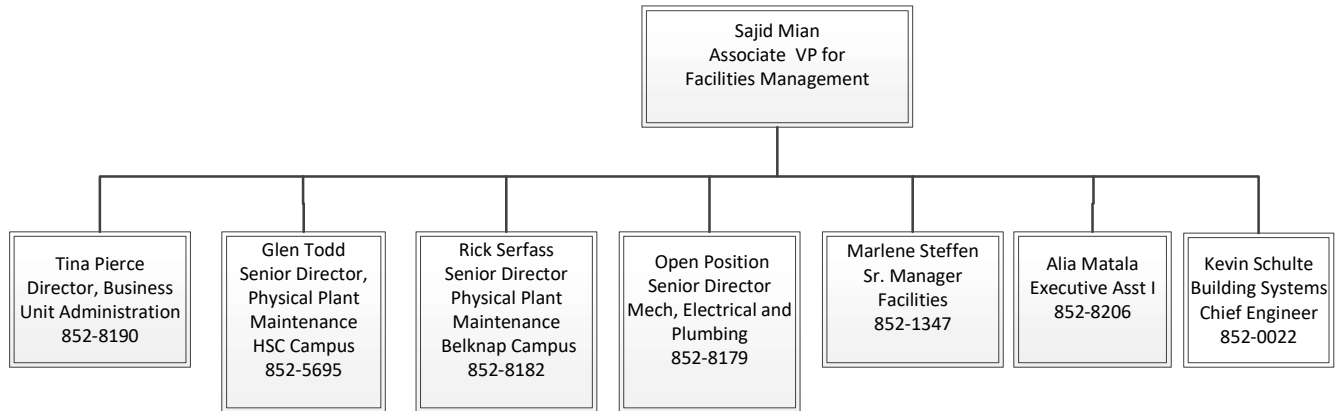 Sajid Mian
Associate VP for
Facilities Management
Tina Pierce
Director, Business
Unit Administration
852-8190
Glen Todd
Senior Director,
Physical Plant
Maintenance
HSC Campus
852-5695
Rick Serfass
Senior Director
Physical Plant
Maintenance
Belknap Campus
852-8182
Open Position
Senior Director
Mech, Electrical and
Plumbing
852-8179
Marlene Steffen
Sr. Manager
Facilities
852-1347
Alia Matala
Executive Asst I
852-8206
Kevin Schulte
Building Systems
Chief Engineer
852-0022